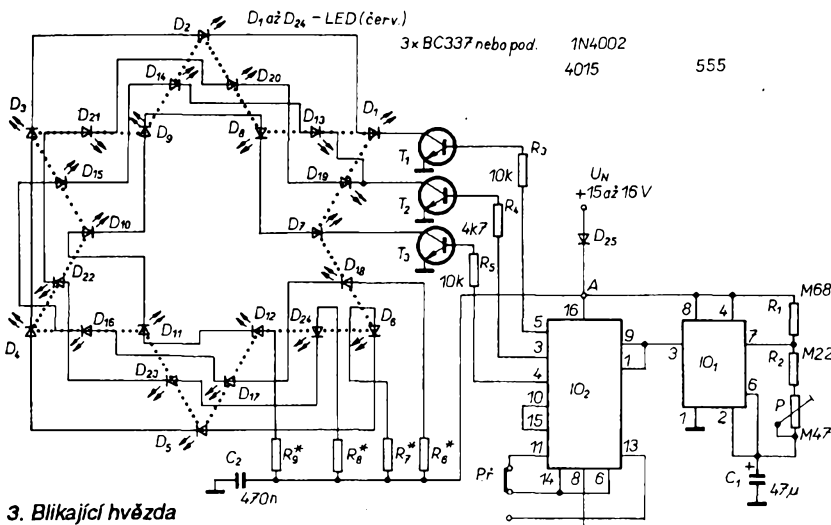 D1 až D24 – LED (červ.)
3× BC337 nebo pod. 1N4002
4015 555
D2
D14
D20
D3
D21
D9
D8
D13
D1
D15
D19
D10
D7
D22
D18
D4
D16
D11
D12
D24
D6
D23
D17
D5
T1
T2
T3
R3
10k
R4
4k7
R5
10k
UN
+15 až 16 V
D25
A
16
5
3
4
10
15
11
14
8
6
13
9
1
IO2
8
4
3
7
6
2
1
IO1
M68
R1
M22
R2
P
M47
C1
+
47μ
R9*
R8*
R7*
R6*
C2
470n
Př
3. Blikající hvězda